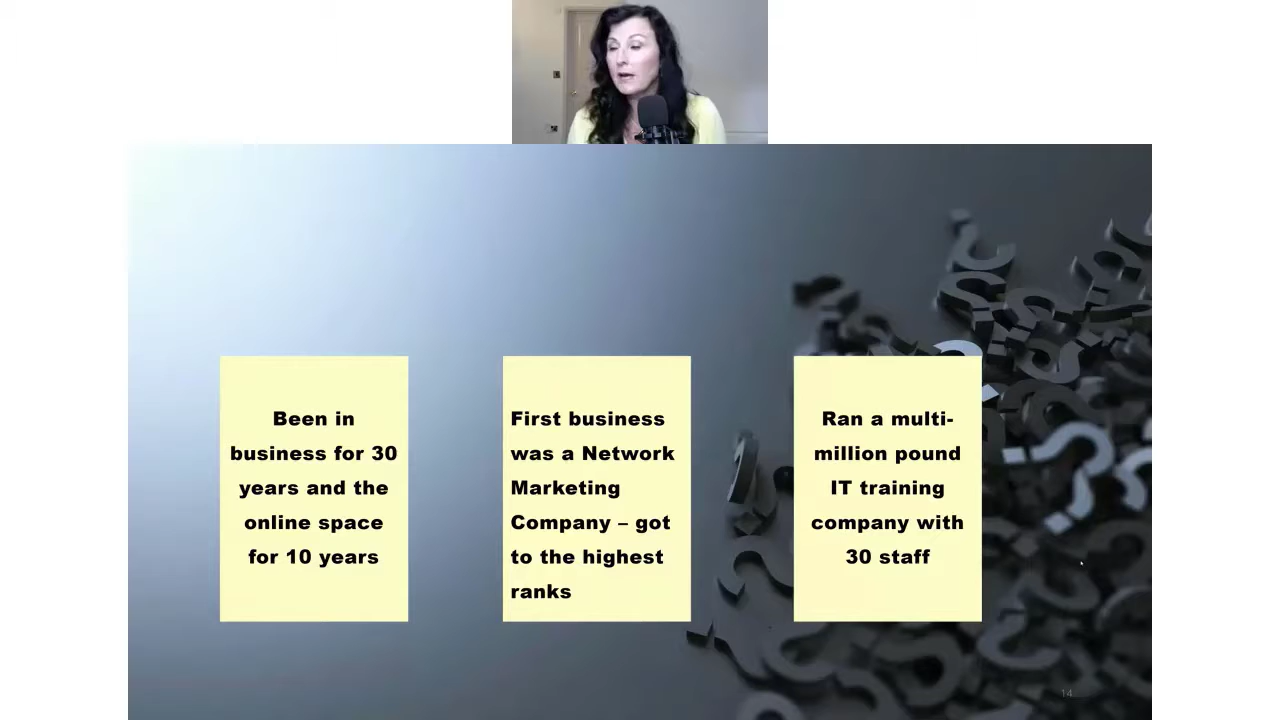 Been in
business for 30
years and the
online space
for 10 years
First business
was a Network
Marketing
Company – got
to the highest
ranks
Ran a multi-
million pound
IT training
company with
30 staff
14